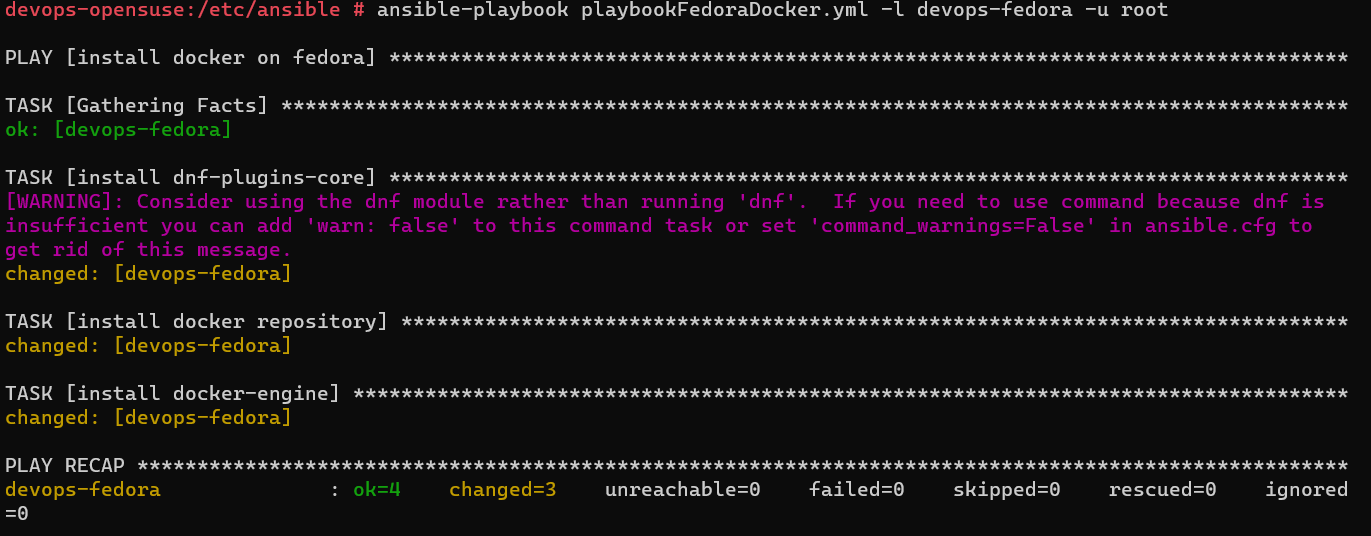 devops-opensuse:/etc/ansible # ansible-playbook playbookFedoraDocker.yml -l devops-fedora -u root
PLAY [install docker on fedora] ********************************************************************************
TASK [Gathering Facts] *****************************************************************************************
ok: [devops-fedora]
TASK [install dnf-plugins-core] ********************************************************************************
[WARNING]: Consider using the dnf module rather than running 'dnf'.  If you need to use command because dnf is
insufficient you can add 'warn: false' to this command task or set 'command_warnings=False' in ansible.cfg to
get rid of this message.
changed: [devops-fedora]
TASK [install docker repository] *******************************************************************************
changed: [devops-fedora]
TASK [install docker-engine] ***********************************************************************************
changed: [devops-fedora]
PLAY RECAP *****************************************************************************************************
devops-fedora              : ok=4    changed=3    unreachable=0    failed=0    skipped=0    rescued=0    ignored
=0